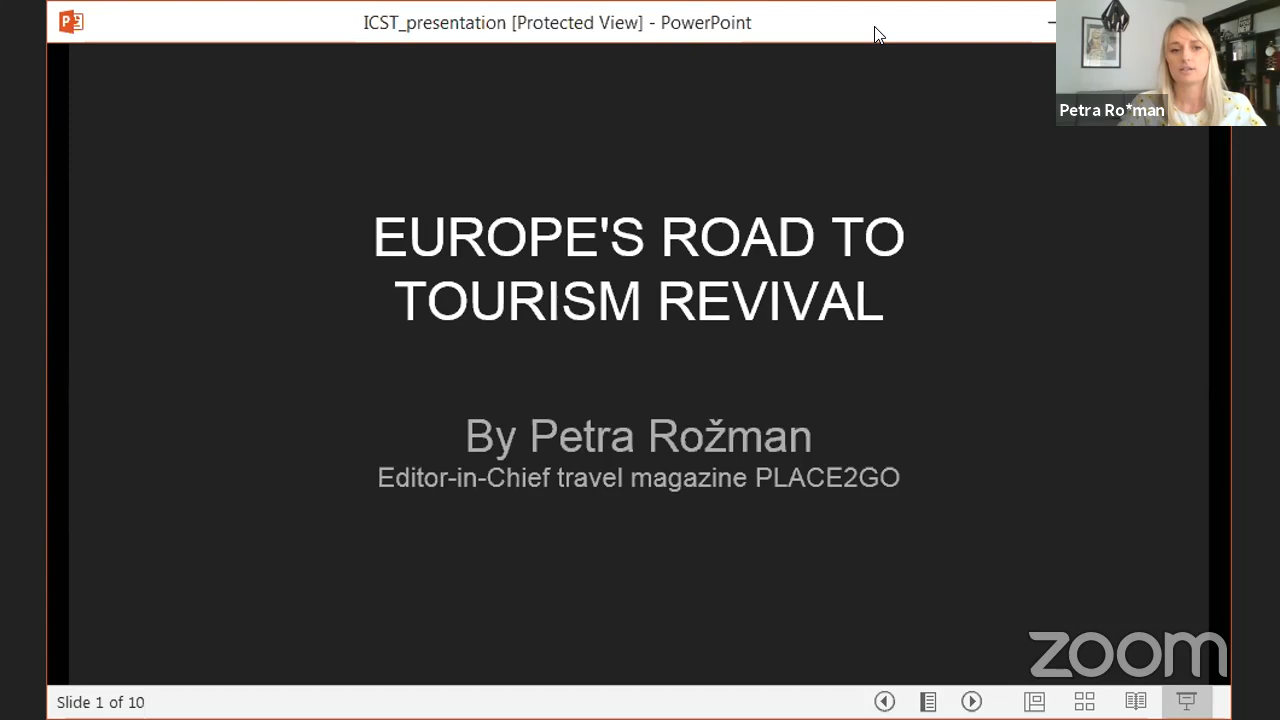 ICST_presentation [Protected View] - PowerPoint
Petra Ro*man
EUROPE'S ROAD TO
TOURISM REVIVAL
By Petra Rožman
Editor-in-Chief travel magazine PLACE2GO
zoom
Slide 1 of 10